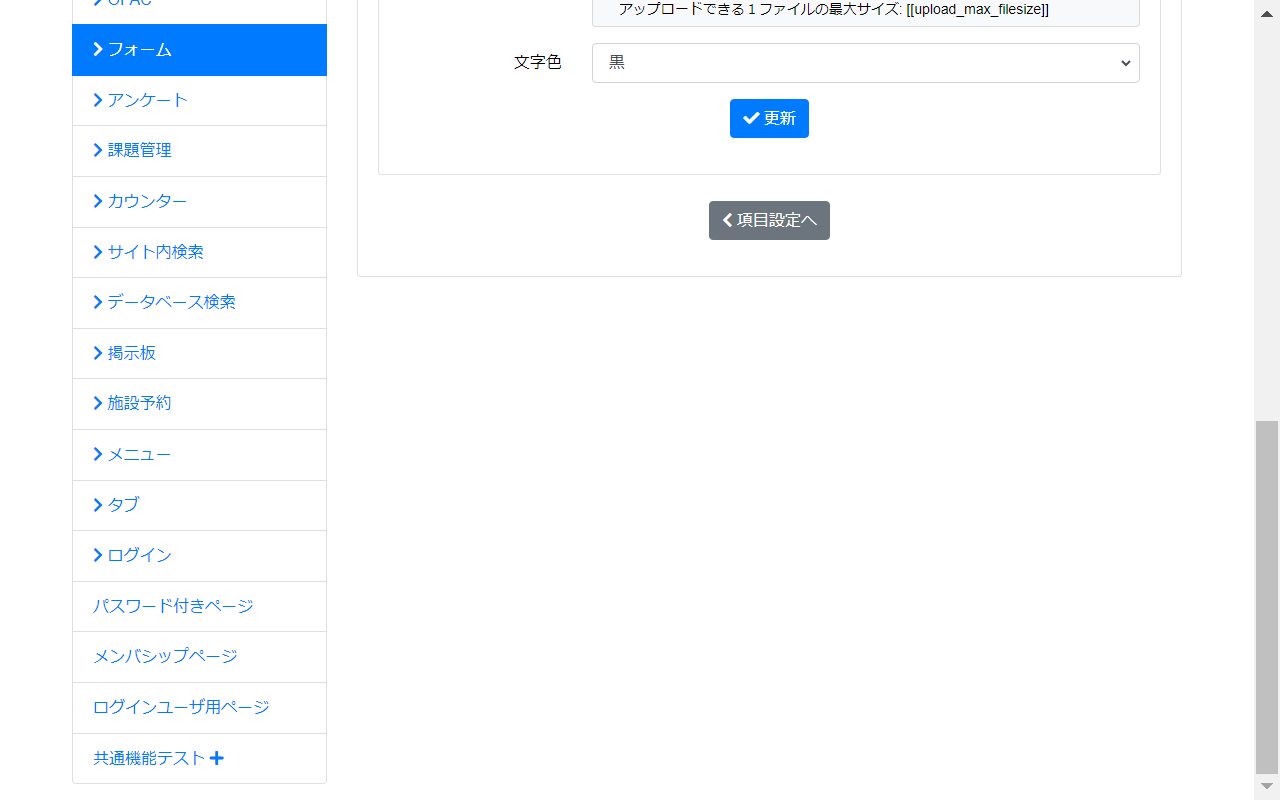 OPAC
フォーム
アンケート
課題管理
カウンター
サイト内検索
データベース検索
掲示板
施設予約
メニュー
タブ
ログイン
パスワード付きページ
メンバシップページ
ログインユーザ用ページ
共通機能テスト
アップロードできる 1 ファイルの最大サイズ: [[upload_max_filesize]]
文字色
黒
更新
項目設定へ